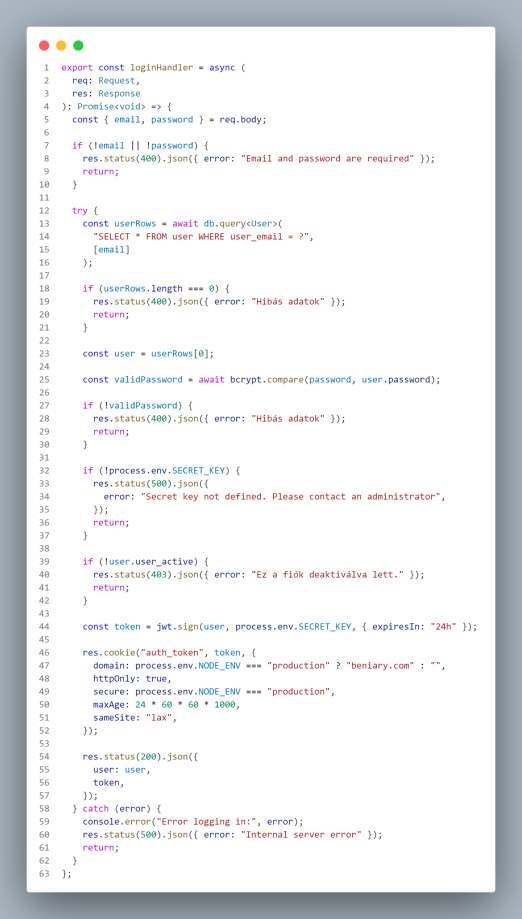 1 export const loginHandler = async (
2   req: Request,
3   res: Response
4 ): Promise<void> => {
5   const { email, password } = req.body;
6
7   if (!email || !password) {
8     res.status(400).json({ error: "Email and password are required" });
9     return;
10   }
11
12   try {
13     const userRows = await db.query<User>(
14       "SELECT * FROM user WHERE user_email = ?",
15       [email]
16     );
17
18     if (userRows.length === 0) {
19       res.status(400).json({ error: "Hibás adatok" });
20       return;
21     }
22
23     const user = userRows[0];
24
25     const validPassword = await bcrypt.compare(password, user.password);
26
27     if (!validPassword) {
28       res.status(400).json({ error: "Hibás adatok" });
29       return;
30     }
31
32     if (!process.env.SECRET_KEY) {
33       res.status(500).json({
34         error: "Secret key not defined. Please contact an administrator",
35       });
36       return;
37     }
38
39     if (!user.user_active) {
40       res.status(403).json({ error: "Ez a fiók deaktiválva lett." });
41       return;
42     }
43
44     const token = jwt.sign(user, process.env.SECRET_KEY, { expiresIn: "24h" });
45
46     res.cookie("auth_token", token, {
47       domain: process.env.NODE_ENV === "production" ? "beniary.com" : "",
48       httpOnly: true,
49       secure: process.env.NODE_ENV === "production",
50       maxAge: 24 * 60 * 60 * 1000,
51       sameSite: "lax",
52     });
53
54     res.status(200).json({
55       user: user,
56       token,
57     });
58   } catch (error) {
59     console.error("Error logging in:", error);
60     res.status(500).json({ error: "Internal server error" });
61     return;
62   }
63 };